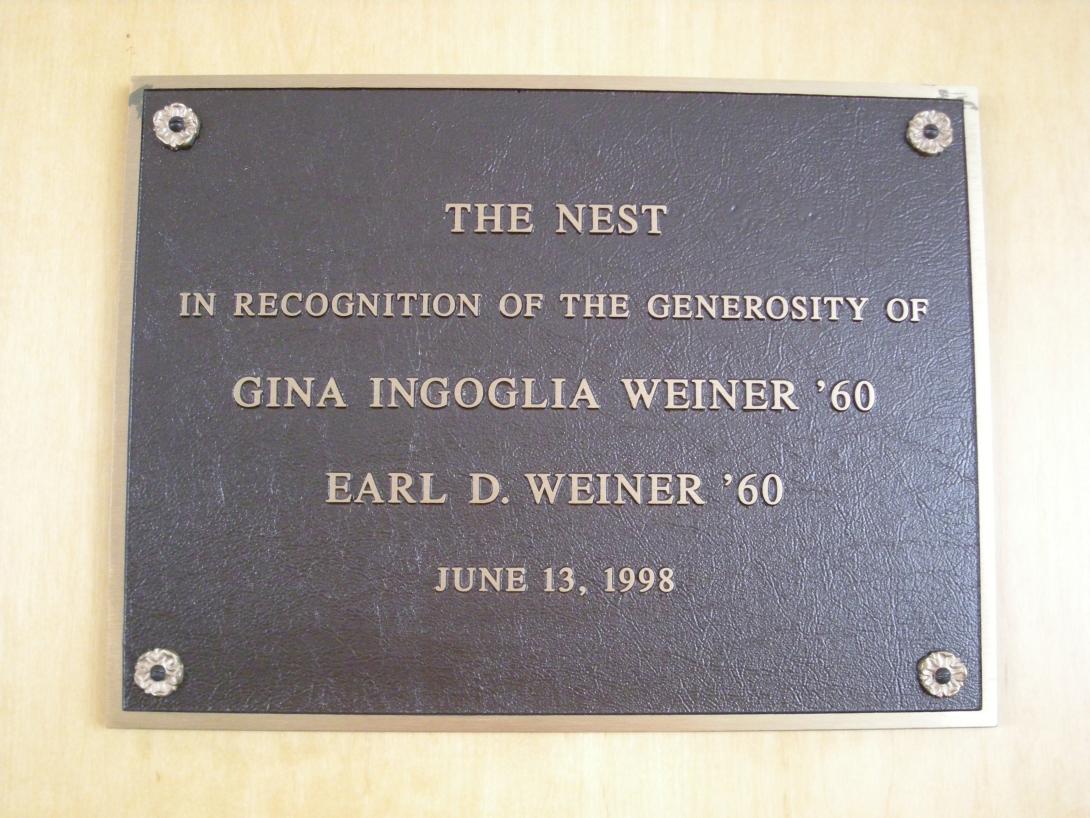 THE NEST
IN RECOGNITION OF THE GENEROSITY OF
GINA INGOGLIA WEINER ’60
EARL D. WEINER ’60
JUNE 13, 1998